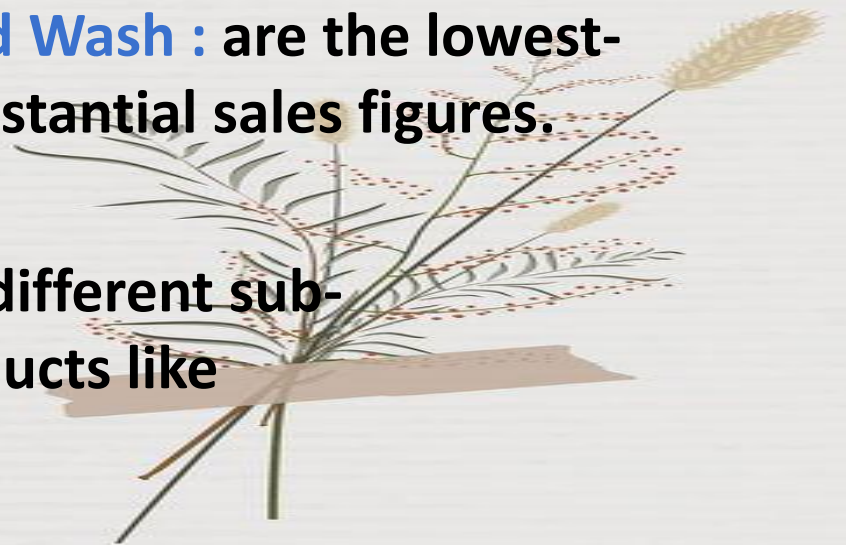 d Wash : are the lowest-
stantial sales figures.
different sub-
ucts like